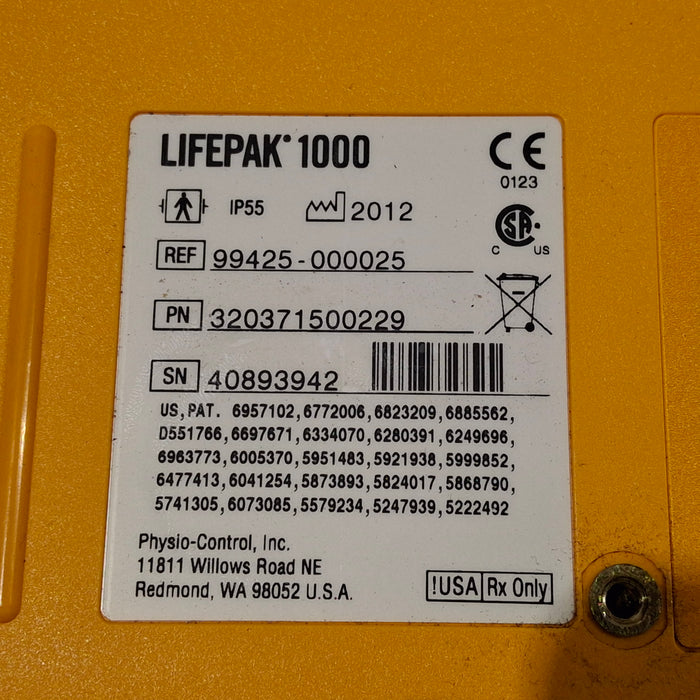 LIFEPAK® 1000
CE
0123
IP55
2012
CSA
C US
REF 99425-000025
PN 320371500229
SN 40893942
US, PAT. 6957102,6772006,6823209,6885562,
D551766,6697671,6334070,6280391,6249696,
6963773,6005370,5951483,5921938,5999852,
6477413,6041254,5873893,5824017,5868790,
5741305,6073085,5579234,5247939,5222492
Physio-Control, Inc.
11811 Willows Road NE
Redmond, WA 98052 U.S.A.
!USA Rx Only